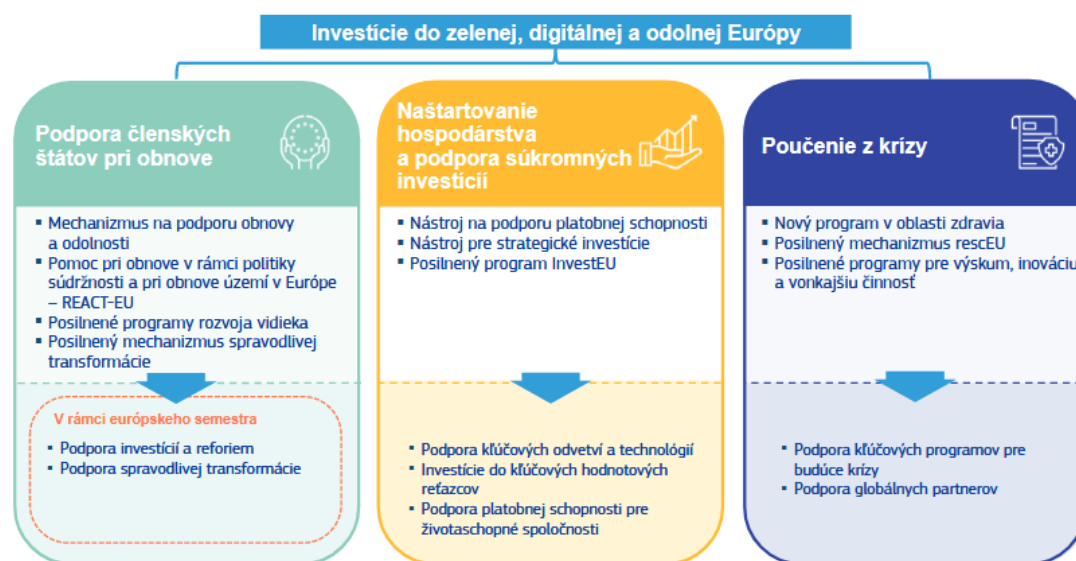 Investície do zelenej, digitálnej a odolnej Európy
Podpora členských
štátov pri obnove
▪ Mechanizmus na podporu obnovy
a odolnosti
▪ Pomoc pri obnove v rámci politiky
súdržnosti a pri obnove území v Európe
– REACT-EU
▪ Posilnené programy rozvoja vidieka
▪ Posilnený mechanizmus spravodlivej
transformácie
V rámci európskeho semestra
▪ Podpora investícií a reforiem
▪ Podpora spravodlivej transformácie
Naštartovanie
hospodárstva
a podpora súkromných
investícií
▪ Nástroj na podporu platobnej schopnosti
▪ Nástroj pre strategické investície
▪ Posilnený program InvestEU
▪ Podpora kľúčových odvetví a technológií
▪ Investície do kľúčových hodnotových
reťazcov
▪ Podpora platobnej schopnosti pre
životaschopné spoločnosti
Poučenie z krízy
▪ Nový program v oblasti zdravia
▪ Posilnený mechanizmus rescEU
▪ Posilnené programy pre výskum, inováciu
a vonkajšiu činnosť
▪ Podpora kľúčových programov pre
budúce krízy
▪ Podpora globálnych partnerov